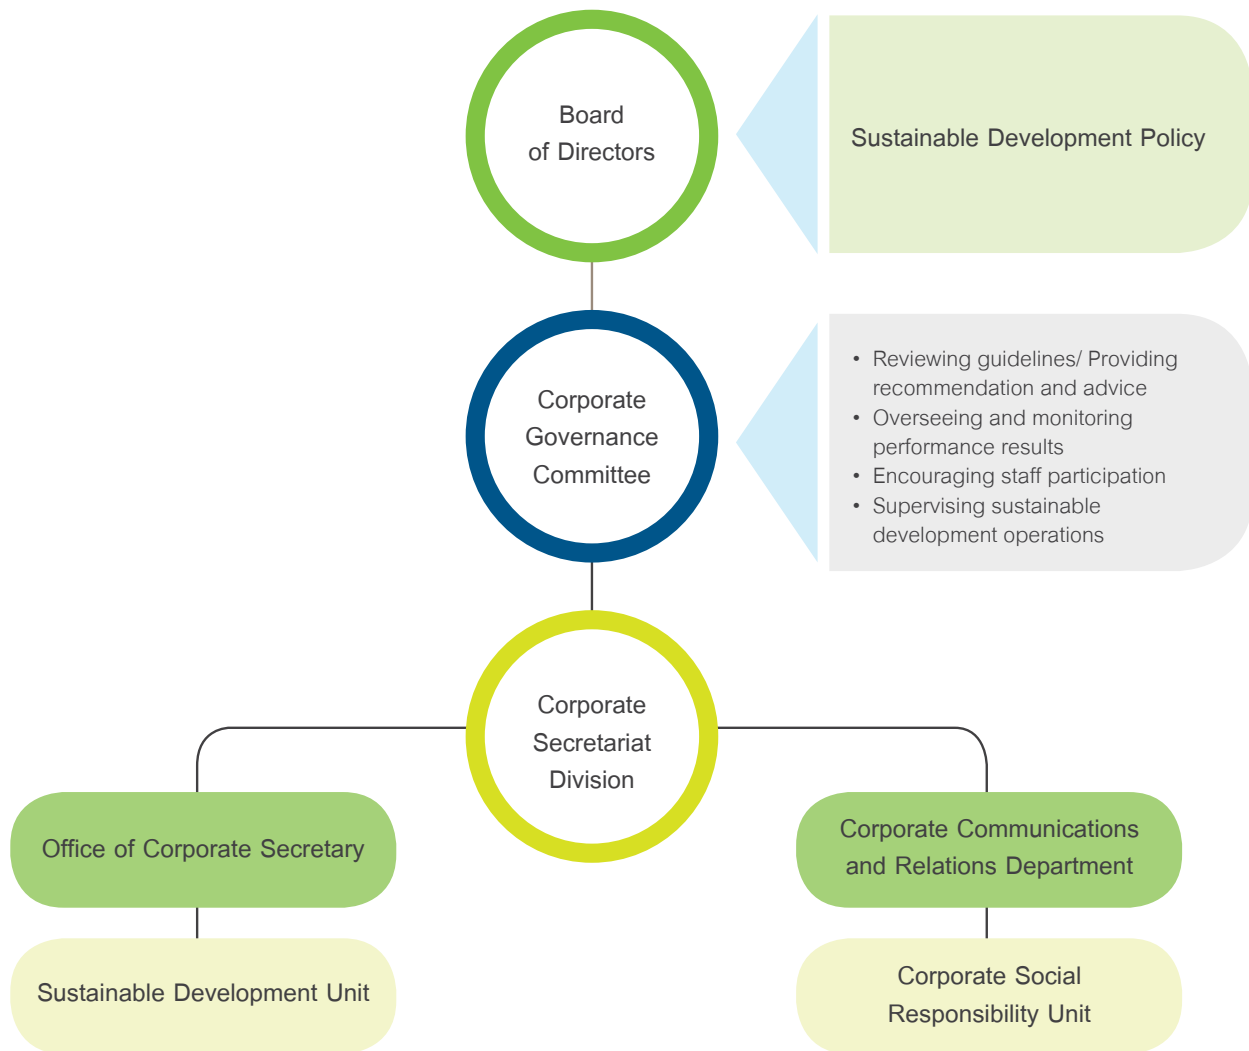 Board
of Directors
Sustainable Development Policy
Corporate
Governance
Committee
• Reviewing guidelines/ Providing
recommendation and advice
• Overseeing and monitoring
performance results
• Encouraging staff participation
• Supervising sustainable
development operations
Corporate
Secretariat
Division
Office of Corporate Secretary
Corporate Communications
and Relations Department
Sustainable Development Unit
Corporate Social
Responsibility Unit